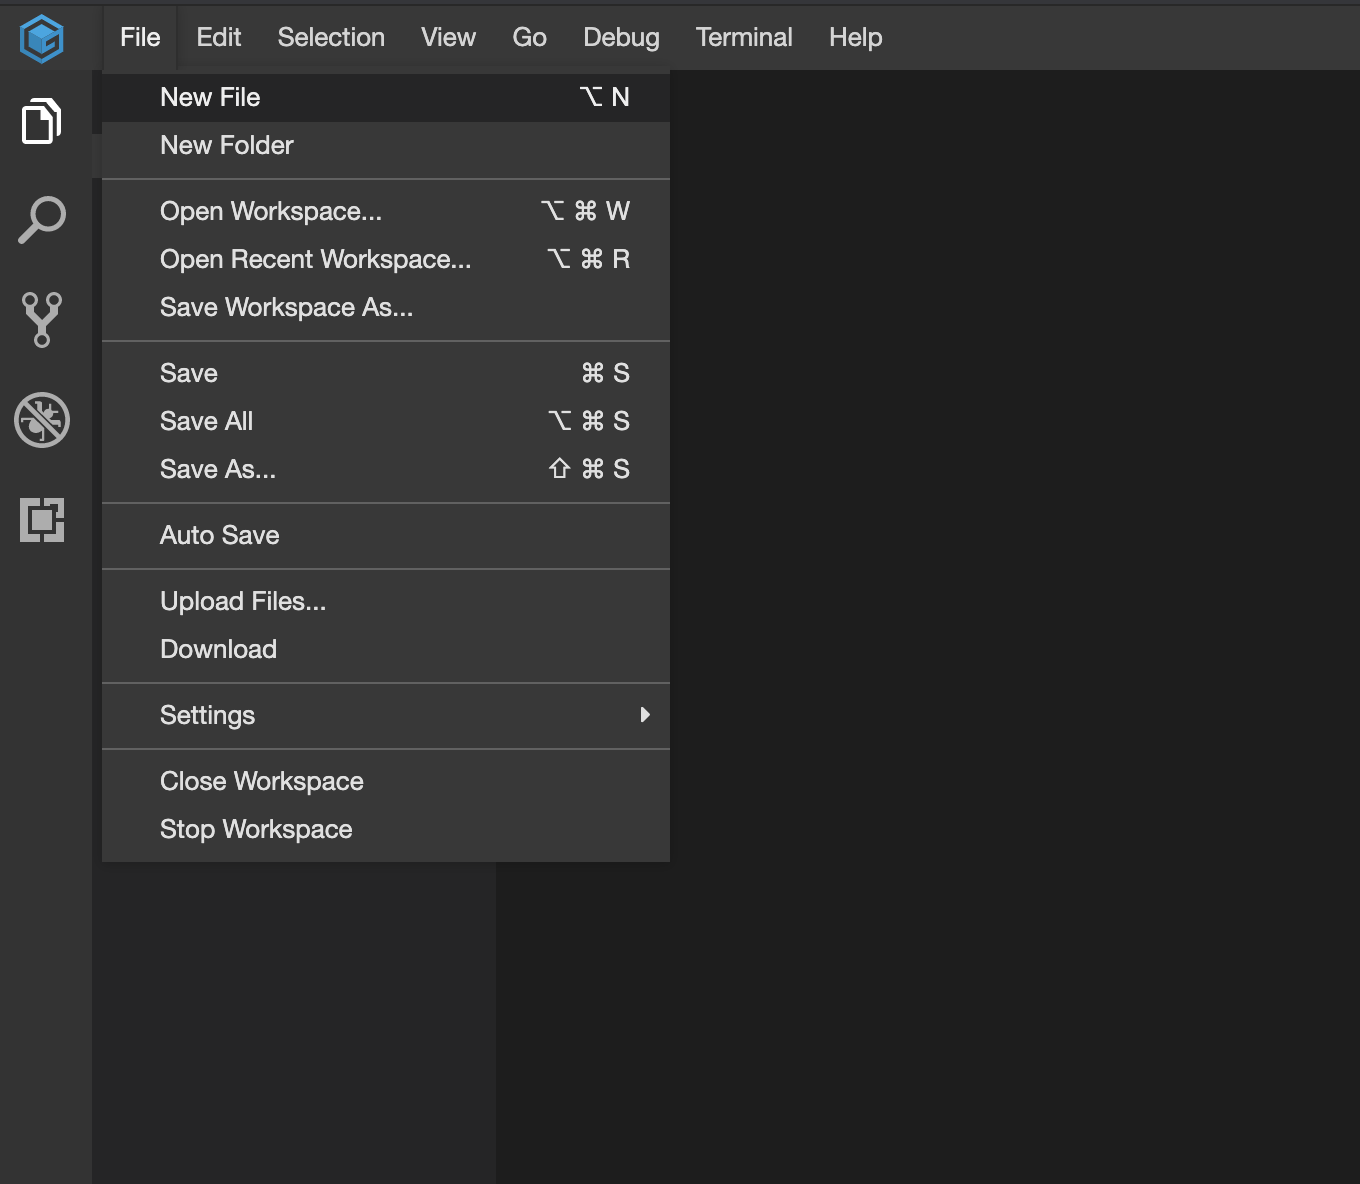 File Edit Selection View Go Debug Terminal Help
New File ⌥ N
New Folder
Open Workspace... ⌥ ⌘ W
Open Recent Workspace... ⌥ ⌘ R
Save Workspace As...
Save ⌘ S
Save All ⌥ ⌘ S
Save As... ⇧ ⌘ S
Auto Save
Upload Files...
Download
Settings
Close Workspace
Stop Workspace